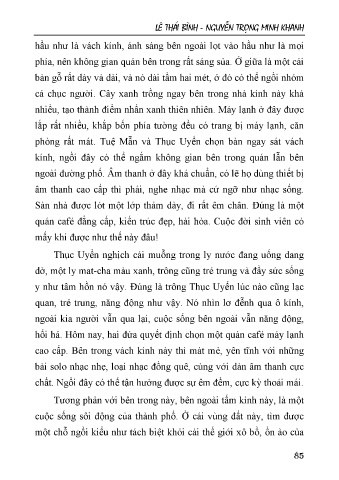 LÊ THÁI BÌNH - NGUYỄN TRỌNG MINH KHANH
hầu như là vách kính, ánh sáng bên ngoài lọt vào hầu như là mọi
phía, nên không gian quán bên trong rất sáng sủa. Ở giữa là một cái
bàn gỗ rất dày và dài, và nó dài tầm hai mét, ở đó có thể ngồi nhóm
cả chục người. Cây xanh trồng ngay bên trong nhà kính này khá
nhiều, tạo thành điểm nhấn xanh thiên nhiên. Máy lạnh ở đây được
lắp rất nhiều, khắp bốn phía tường đều có trang bị máy lạnh, căn
phòng rất mát. Tuệ Mẫn và Thục Uyển chọn bàn ngay sát vách
kính, ngồi đây có thể ngắm không gian bên trong quán lẫn bên
ngoài đường phố. Âm thanh ở đây khá chuẩn, có lẽ họ dùng thiết bị
âm thanh cao cấp thì phải, nghe nhạc mà cứ ngỡ như nhạc sống.
Sàn nhà được lót một lớp thảm dày, đi rất êm chân. Đúng là một
quán café đẳng cấp, kiến trúc đẹp, hài hòa. Cuộc đời sinh viên có
mấy khi được như thế này đâu!
Thục Uyển nghịch cái muỗng trong ly nước đang uống dang
dở, một ly mat-cha màu xanh, trông cũng trẻ trung và đầy sức sống
y như tâm hồn nó vậy. Đúng là trông Thục Uyển lúc nào cũng lạc
quan, trẻ trung, năng động như vậy. Nó nhìn lơ đễnh qua ô kính,
ngoài kia người vẫn qua lại, cuộc sống bên ngoài vẫn năng động,
hối hả. Hôm nay, hai đứa quyết định chọn một quán café máy lạnh
cao cấp. Bên trong vách kính này thì mát mẻ, yên tĩnh với những
bài solo nhạc nhẹ, loại nhạc đồng quê, cùng với dàn âm thanh cực
chất. Ngồi đây có thể tận hưởng được sự êm đềm, cực kỳ thoải mái.
Tương phản với bên trong này, bên ngoài tấm kính này, là một
cuộc sống sôi động của thành phố. Ở cái vùng đất này, tìm được
một chỗ ngồi kiểu như tách biệt khỏi cái thế giới xô bồ, ồn ào của
85